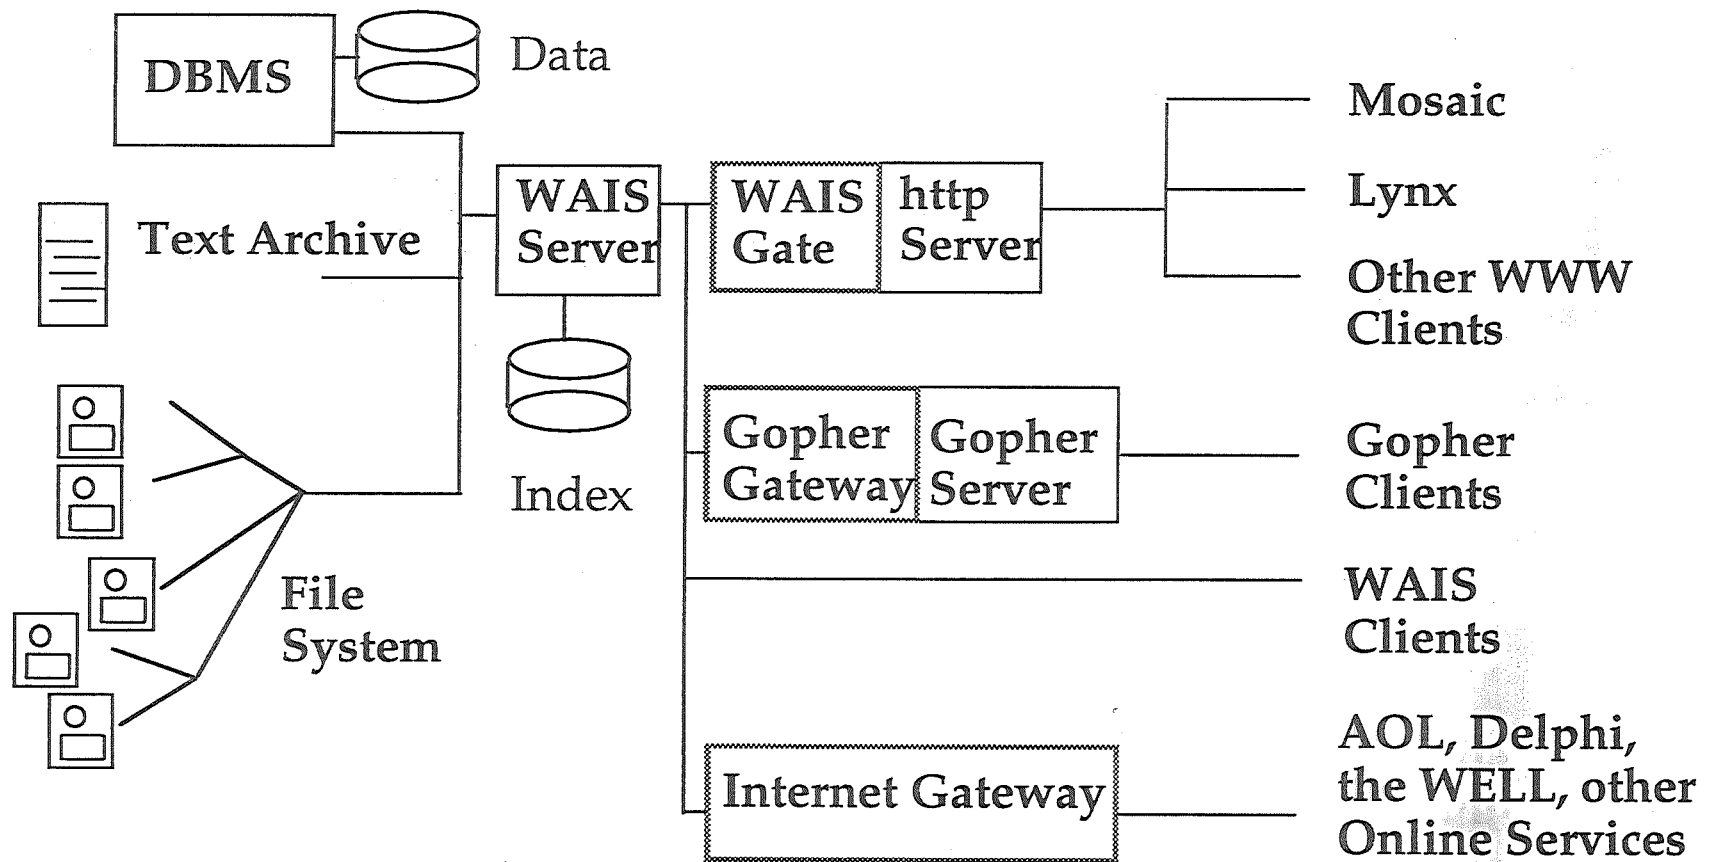 DBMS
Data
Text Archive
File
System
WAIS
Server
Index
WAIS
Gate
http
Server
Gopher
Gateway
Gopher
Server
Internet Gateway
Mosaic
Lynx
Other WWW
Clients
Gopher
Clients
WAIS
Clients
AOL, Delphi,
the WELL, other
Online Services